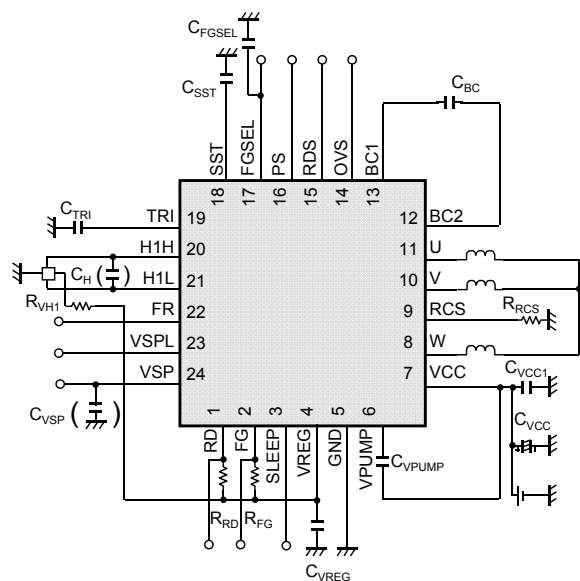 CFGSEL
CSST
CBC
SST
FGSEL
PS
RDS
OVS
BC1
18
17
16
15
14
13
CTRI
TRI
19
12
BC2
H1H
20
11
U
CH ( )
H1L
21
10
V
RVH1
FR
22
9
RCS
RRCS
VSPL
23
8
W
VSP
24
7
VCC
CVCC1
CVSP ( )
CVCC
1
2
3
4
5
6
RD
FG
SLEEP
VREG
GND
VPUMP
CVPUMP
RRD
RFG
CVREG